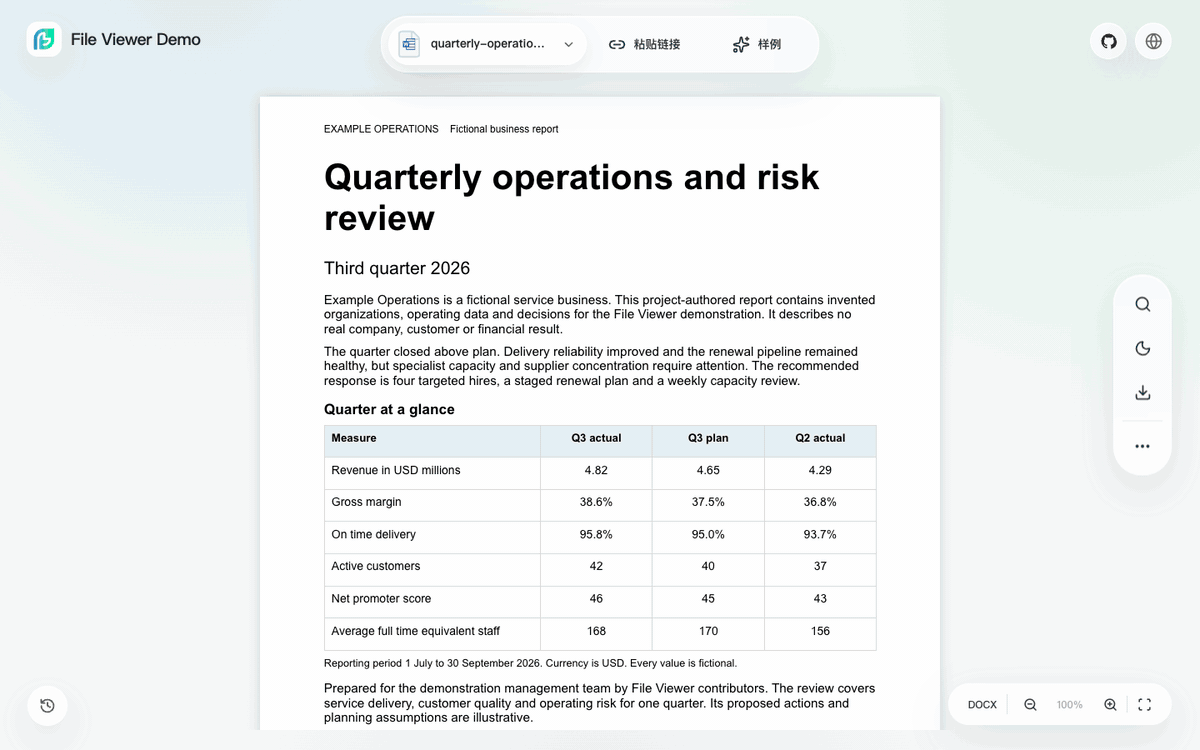 File Viewer Demo
quarterly-operatio...
粘贴链接
样例
EXAMPLE OPERATIONS Fictional business report
Quarterly operations and risk
review
Third quarter 2026
Example Operations is a fictional service business. This project-authored report contains invented
organizations, operating data and decisions for the File Viewer demonstration. It describes no
real company, customer or financial result.
The quarter closed above plan. Delivery reliability improved and the renewal pipeline remained
healthy, but specialist capacity and supplier concentration require attention. The recommended
response is four targeted hires, a staged renewal plan and a weekly capacity review.
Quarter at a glance
Measure Q3 actual Q3 plan Q2 actual
Revenue in USD millions 4.82 4.65 4.29
Gross margin 38.6% 37.5% 36.8%
On time delivery 95.8% 95.0% 93.7%
Active customers 42 40 37
Net promoter score 46 45 43
Average full time equivalent staff 168 170 156
Reporting period 1 July to 30 September 2026. Currency is USD. Every value is fictional.
Prepared for the demonstration management team by File Viewer contributors. The review covers
service delivery, customer quality and operating risk for one quarter. Its proposed actions and
planning assumptions are illustrative.
DOCX 100%